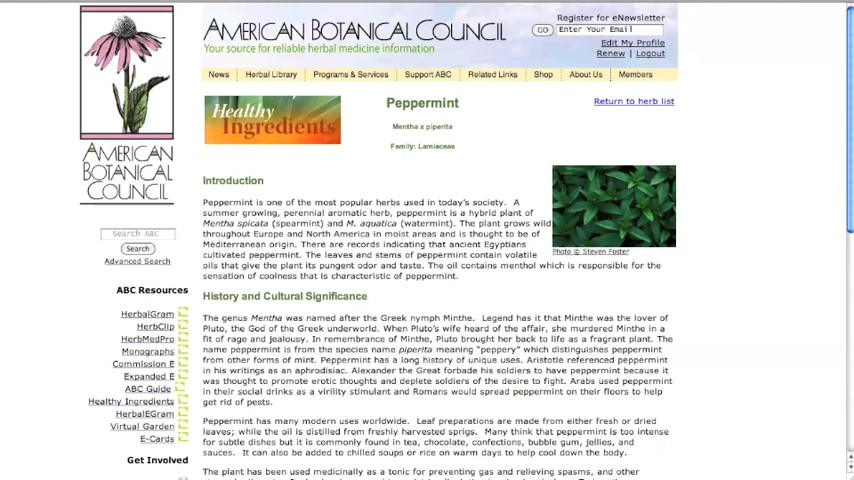 AMERICAN BOTANICAL COUNCIL
Your source for reliable herbal medicine information
Register for eNewsletter
GO Enter Your Email
Edit My Profile
Renew | Logout
News Herbal Library Programs & Services Support ABC Related Links Shop About Us Members
AMERICAN
BOTANICAL
COUNCIL
Search ABC
Search
Advanced Search
ABC Resources
HerbalGram
HerbClip
HerbMedPro
Monographs
Commission E
Expanded E
ABC Guide
Healthy Ingredients
HerbalEGram
Virtual Garden
E-Cards
Get Involved
Healthy
Ingredients
Peppermint
Mentha x piperita
Family: Lamiaceae
Return to herb list
Introduction
Peppermint is one of the most popular herbs used in today's society. A
summer growing, perennial aromatic herb, peppermint is a hybrid plant of
Mentha spicata (spearmint) and M. aquatica (watermint). The plant grows wild
throughout Europe and North America in moist areas and is thought to be of
Mediterranean origin. There are records indicating that ancient Egyptians
cultivated peppermint. The leaves and stems of peppermint contain volatile
oils that give the plant its pungent odor and taste. The oil contains menthol which is responsible for the
sensation of coolness that is characteristic of peppermint.
Photo © Steven Foster
History and Cultural Significance
The genus Mentha was named after the Greek nymph Minthe. Legend has it that Minthe was the lover of
Pluto, the God of the Greek underworld. When Pluto's wife heard of the affair, she murdered Minthe in a
fit of rage and jealousy. In remembrance of Minthe, Pluto brought her back to life as a fragrant plant. The
name peppermint is from the species name piperita meaning "peppery" which distinguishes peppermint
from other forms of mint. Peppermint has a long history of unique uses. Aristotle referenced peppermint
in his writings as an aphrodisiac. Alexander the Great forbade his soldiers to have peppermint because it
was thought to promote erotic thoughts and deplete soldiers of the desire to fight. Arabs used peppermint
in their social drinks as a virility stimulant and Romans would spread peppermint on their floors to help
get rid of pests.
Peppermint has many modern uses worldwide. Leaf preparations are made from either fresh or dried
leaves; while the oil is distilled from freshly harvested sprigs. Many think that peppermint is too intense
for subtle dishes but it is commonly found in tea, chocolate, confections, bubble gum, jellies, and
sauces. It can also be added to chilled soups or rice on warm days to help cool down the body.
The plant has been used medicinally as a tonic for preventing gas and relieving spasms, and other